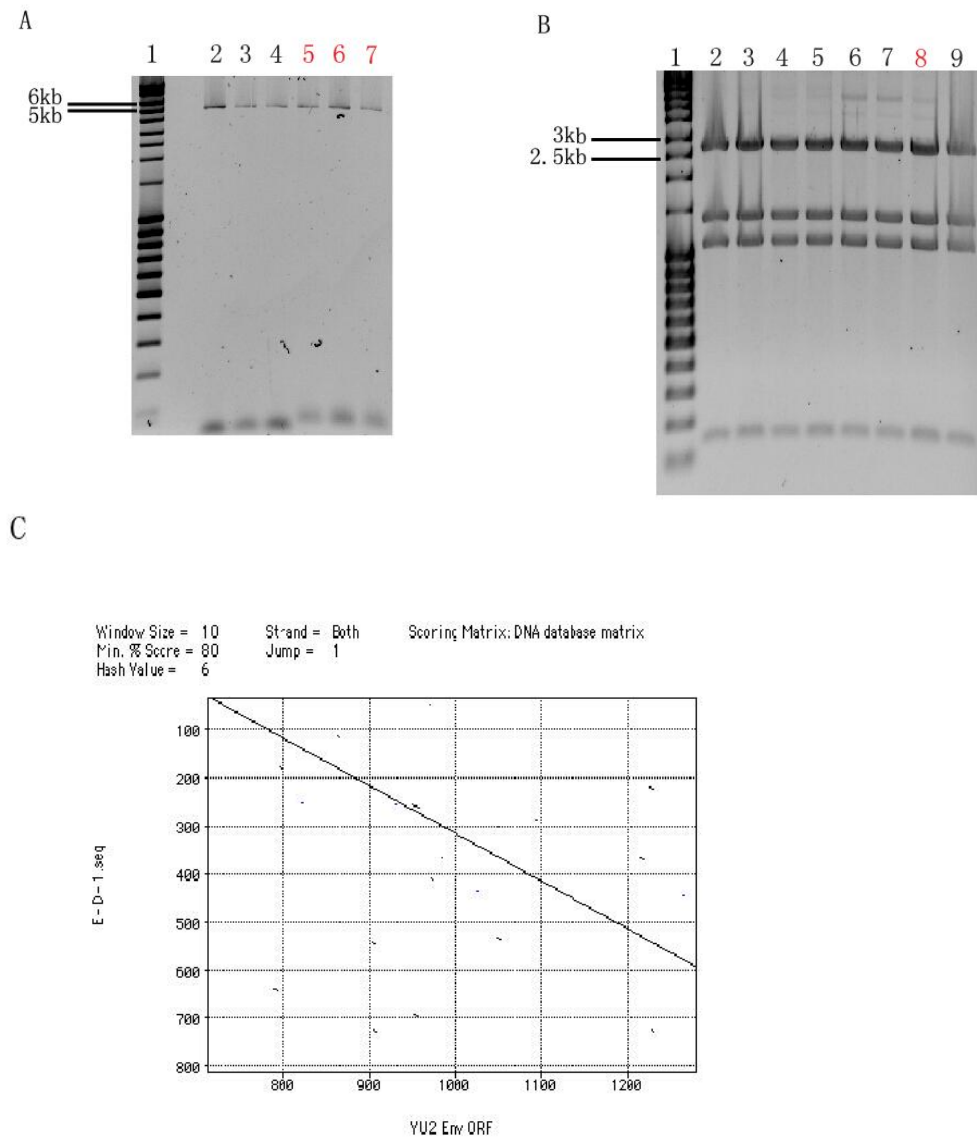 A
1 2 3 4 5 6 7
6kb
5kb
B
1 2 3 4 5 6 7 8 9
3kb
2.5kb
C
Window Size = 10 Strand = Both Scoring Matrix: DNA database matrix
Min. % Score = 80 Jump = 1
Hash Value = 6
100
200
300
400
500
600
700
800
E-D-1.seq
800 900 1000 1100 1200
YU2 Env ORF